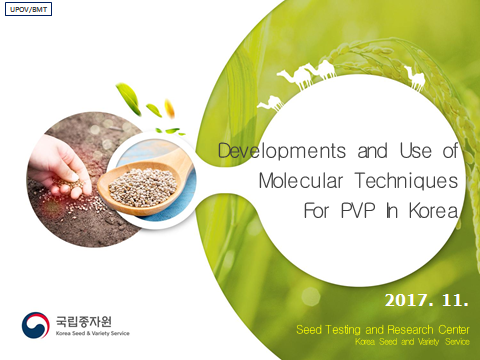 UPOV/BMT
Developments and Use of
Molecular Techniques
For PVP In Korea
2017. 11.
Seed Testing and Research Center
Korea Seed and Variety Service
국립종자원
Korea Seed & Variety Service